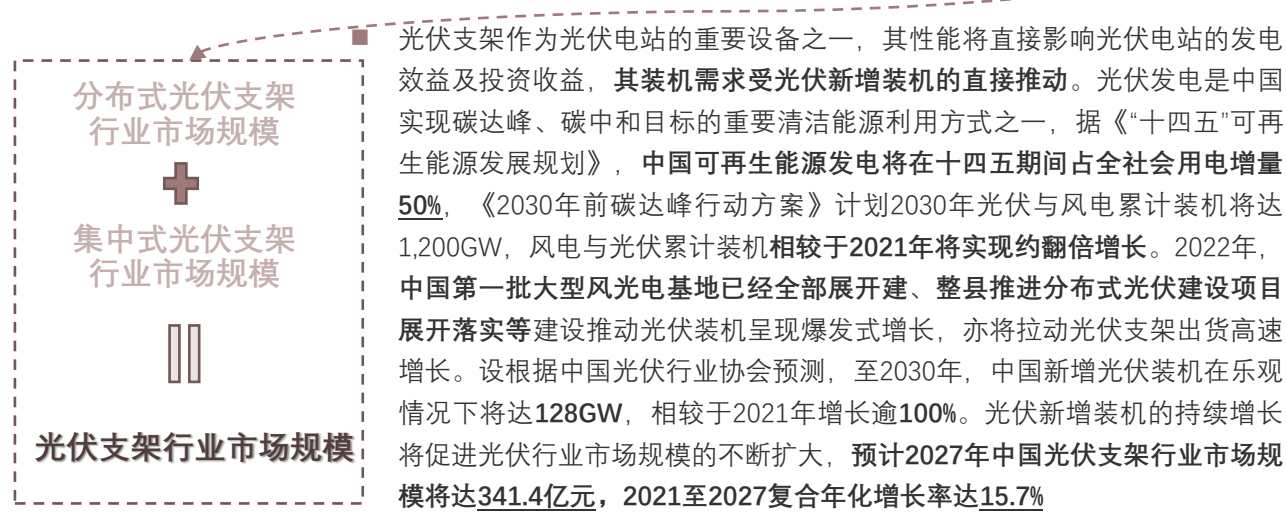 分布式光伏支架
行业市场规模
集中式光伏支架
行业市场规模
光伏支架行业市场规模
光伏支架作为光伏电站的重要设备之一，其性能将直接影响光伏电站的发电
效益及投资收益，其装机需求受光伏新增装机的直接推动。光伏发电是中国
实现碳达峰、碳中和目标的重要清洁能源利用方式之一，据《“十四五”可再
生能源发展规划》，中国可再生能源发电将在十四五期间占全社会用电增量
50%，《2030年前碳达峰行动方案》计划2030年光伏与风电累计装机将达
1,200GW，风电与光伏累计装机相较于2021年将实现约翻倍增长。2022年，
中国第一批大型风光电基地已经全部展开建、整县推进分布式光伏建设项目
展开落实等建设推动光伏装机呈现爆发式增长，亦将拉动光伏支架出货高速
增长。设根据中国光伏行业协会预测，至2030年，中国新增光伏装机在乐观
情况下将达128GW，相较于2021年增长逾100%。光伏新增装机的持续增长
将促进光伏行业市场规模的不断扩大，预计2027年中国光伏支架行业市场规
模将达341.4亿元，2021至2027复合年化增长率达15.7%